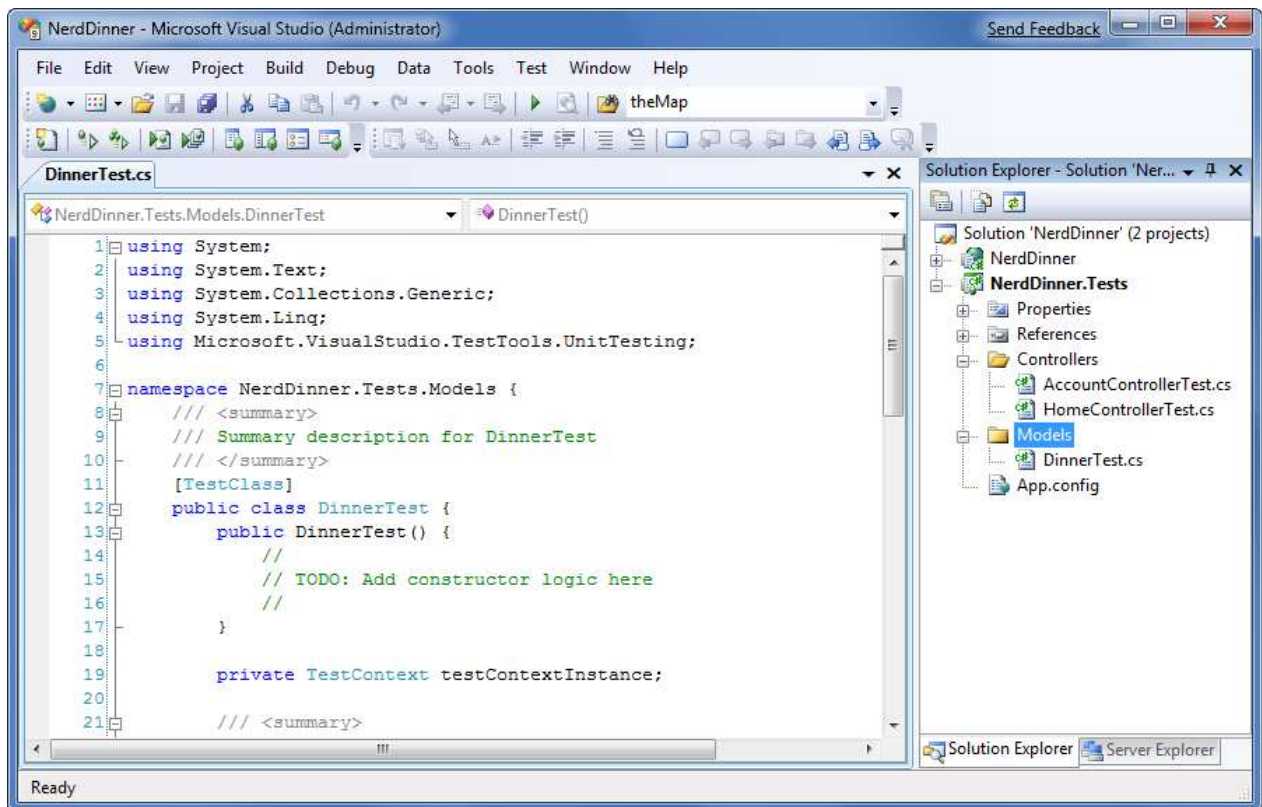 NerdDinner - Microsoft Visual Studio (Administrator)
Send Feedback
File Edit View Project Build Debug Data Tools Test Window Help
theMap
DinnerTest.cs
NerdDinner.Tests.Models.DinnerTest
DinnerTest()
1 using System;
2 using System.Text;
3 using System.Collections.Generic;
4 using System.Linq;
5 using Microsoft.VisualStudio.TestTools.UnitTesting;
6
7 namespace NerdDinner.Tests.Models {
8 /// <summary>
9 /// Summary description for DinnerTest
10 /// </summary>
11 [TestClass]
12 public class DinnerTest {
13 public DinnerTest() {
14 //
15 // TODO: Add constructor logic here
16 //
17 }
18
19 private TestContext testContextInstance;
20
21 /// <summary>
Solution Explorer - Solution 'Ner...
Solution 'NerdDinner' (2 projects)
NerdDinner
NerdDinner.Tests
Properties
References
Controllers
AccountControllerTest.cs
HomeControllerTest.cs
Models
DinnerTest.cs
App.config
Solution Explorer
Server Explorer
Ready